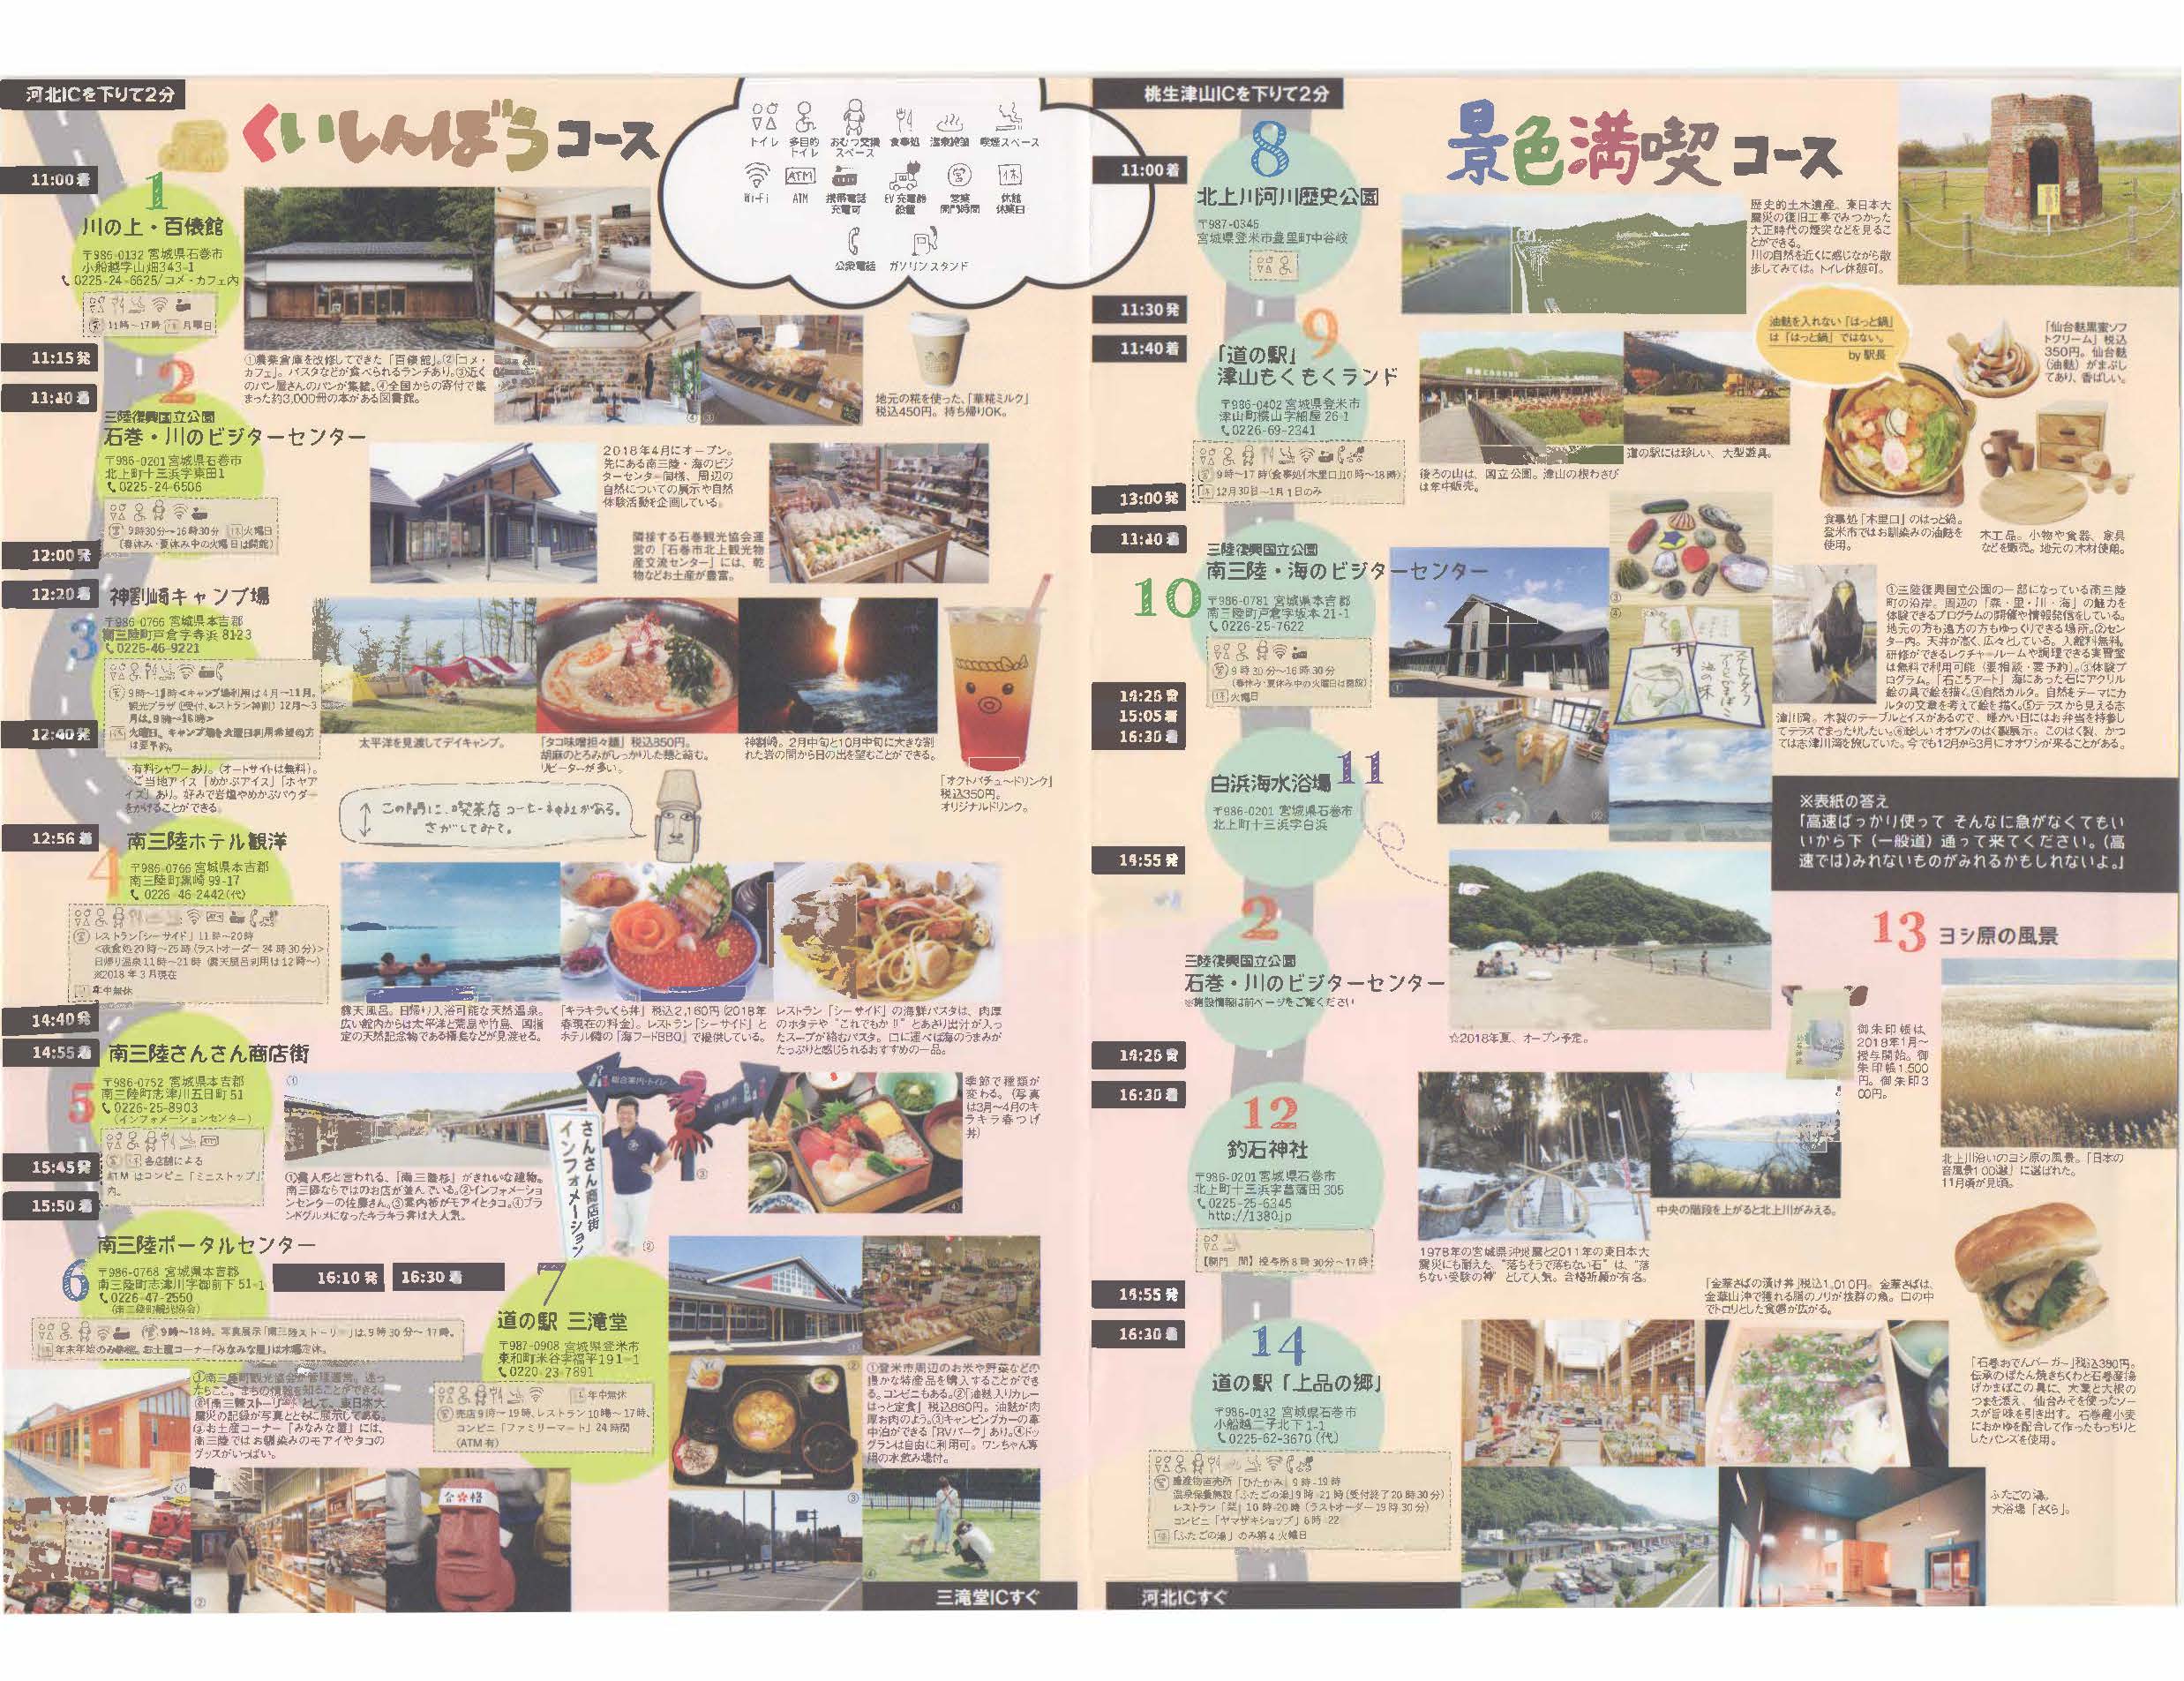 河北ICを下りて2分
くいしんぼうコース
トイレ
多目的
トイレ
おむつ交換
スペース
食事処
温泉施設
喫煙スペース
Wi-Fi
ATM
携帯電話
充電可
EV充電器
設置
営業
開門時間
休館
休業日
公衆電話
ガソリンスタンド
11:00着
1
川の上・百俵館
〒986-0132 宮城県石巻市
小船越字山畑343-1
0225-24-6625/コメ・カフェ内
11時〜17時 休 月曜日
①農業倉庫を改修してできた「百俵館」。②「コメ・
カフェ」。パスタなどが食べられるランチあり。③近く
のパン屋さんのパンが集結。④全国からの寄付で集
まった約3,000冊の本がある図書館。
地元の糀を使った、「華糀ミルク」
税込450円。持ち帰りOK。
11:15発
11:40着
2
三陸復興国立公園
石巻・川のビジターセンター
〒986-0201 宮城県石巻市
北上町十三浜字東田1
0225-24-6506
9時30分〜16時30分 休 火曜日
(春休み・夏休み中の火曜日は開館)
2018年4月にオープン。
先にある南三陸・海のビジ
ターセンター同様、周辺の
自然についての展示や自然
体験活動を企画している。
隣接する石巻観光協会運
営の「石巻市北上観光物
産交流センター」には、乾
物などお土産が豊富。
12:00発
12:20着
3
神割崎キャンプ場
〒986-0766 宮城県本吉郡
南三陸町戸倉字寺浜 81-23
0226-46-9221
観光プラザ(受付、レストラン神割)12月〜3
月は、9時〜16時>
火曜日。キャンプ場を火曜日利用希望の方
は要予約。
・有料シャワーあり。(オートサイトは無料)。
ご当地アイス「めかぶアイス」「ホヤア
イス」あり。好みで岩塩やめかぶパウダー
をかけることができる。
太平洋を見渡してデイキャンプ。
「タコ味噌担々麺」税込850円。
胡麻のとろみがしっかりした麺と絡む。
リピーターが多い。
神割崎。2月中旬と10月中旬に大きな割
れた岩の間から日の出を望むことができる。
「オクトパチュ〜ドリンク」
税込350円。
オリジナルドリンク。
12:40発
さがしてみて。
12:56着
4
南三陸ホテル観洋
〒986-0766 宮城県本吉郡
南三陸町黒崎 99-17
0226-46-2442(代)
レストラン「シーサイド」11時〜20時
<夜食処20時〜25時(ラストオーダー24時30分)>
日帰り温泉11時〜21時(露天風呂利用は12時〜)
※2018年3月現在
年中無休
露天風呂。日帰り入浴可能な天然温泉。
広い館内からは太平洋と荒島や竹島、国指
定の天然記念物である椿島などが見渡せる。
「キラキラいくら丼」税込2,160円(2018年
春現在の料金)。レストラン「シーサイド」と
ホテル隣の「海フードBBQ」で提供している。
レストラン「シーサイド」の海鮮パスタは、肉厚
のホタテや“これでもか!!”とあさり出汁が入っ
たスープが絡むパスタ。口に運べば海のうまみが
たっぷりと感じられるおすすめの一品。
14:40発
14:55着
5
南三陸さんさん商店街
〒986-0752 宮城県本吉郡
南三陸町志津川五日町51
0226-25-8903
(インフォメーションセンター)
各店舗による
ATMはコンビニ「ミニストップ」
内。
①美人杉と言われる、「南三陸杉」がきれいな建物。
南三陸ならではのお店が並んでいる。②インフォメーショ
ンセンターの佐藤さん。③案内板がモアイとタコ。④ブラ
ンドグルメになったキラキラ丼は大人気。
総合案内・トイレ
さんさん商店街
インフォメーション
季節で種類が
変わる。(写真
は3月〜4月のキ
ラキラ春つげ
丼)
15:45発
15:50着
6
南三陸ポータルセンター
〒986-0768 宮城県本吉郡
南三陸町志津川字御前下 51-1
0226-47-2550
(南三陸町観光協会)
9時〜18時。写真展示「南三陸ストーリー」は、9時30分〜17時。
①南三陸町観光協会が管理運営。迷っ
たらここ。まちの情報を知ることができる。
②「南三陸ストーリー」として、東日本大
震災の記録が写真とともに展示してある。
③お土産コーナー「みなみな屋」には、
南三陸ではお馴染みのモアイやタコの
グッズがいっぱい。
合格
16:10発
16:30着
7
道の駅 三滝堂
〒987-0908 宮城県登米市
東和町米谷字福平191-1
0220-23-7891
年中無休
売店9時〜19時、レストラン10時〜17時、
コンビニ「ファミリーマート」24時間
(ATM有)
①登米市周辺のお米や野菜などの
豊かな特産品を購入することができ
る。コンビニもある。②「油麩入りカレー
はっと定食」税込860円。油麩が肉
厚お肉のよう。③キャンピングカーの車
中泊ができる「RVパーク」あり。④ドッ
グランは自由に利用可。ワンちゃん専
用の水飲み場付。
三滝堂ICすぐ
桃生津山ICを下りて2分
景色満喫コース
11:00着
8
北上川河川歴史公園
〒987-0345
宮城県登米市豊里町中谷岐
歴史的土木遺産。東日本大
震災の復旧工事でみつかった
大正時代の煙突などを見るこ
とができる。
川の自然を近くに感じながら散
歩してみては。トイレ休憩可。
11:30発
11:40着
9
「道の駅」
津山もくもくランド
〒986-0402 宮城県登米市
津山町横山字細屋 26-1
0226-69-2341
9時〜17時(食事処「木里口」10時〜18時)
12月30日〜1月1日のみ
後ろの山は、国立公園。津山の根わさび
は年中販売。
道の駅には珍しい、大型遊具。
油麩を入れない「はっと鍋」
は「はっと鍋」ではない。
by 駅長
「仙台麩黒蜜ソフ
トクリーム」税込
350円。仙台麩
(油麩)がまぶし
てあり、香ばしい。
食事処「木里口」のはっと鍋。
登米市ではお馴染みの油麩を
使用。
木工品。小物や食器、家具
などを販売。地元の木材使用。
13:00発
10
三陸復興国立公園
南三陸・海のビジターセンター
〒986-0781 宮城県本吉郡
南三陸町戸倉字坂本 21-1
0226-25-7622
9時30分〜16時30分
(春休み・夏休み中の火曜日は開館)
火曜日
①三陸復興国立公園の一部になっている南三陸
町の沿岸。周辺の「森・里・川・海」の魅力を
体験できるプログラムの開催や情報発信をしている。
地元の方も遠方の方もゆっくりできる場所。②セン
ター内。天井が高く、広々としている。入館料無料。
研修ができるレクチャールームや調理できる実習室
は無料で利用可能(要相談・要予約)。③体験プ
ログラム。「石ころアート」海にあった石にアクリル
絵の具で絵を描く。④自然カルタ。自然をテーマにカ
ルタの文章を考えて絵を描く。⑤テラスから見える志
津川湾。木製のテーブルとイスがあるので、暖かい日にはお弁当を持参し
てテラスでまったりしたい。⑥珍しいオオワシのはく製展示。このはく製、かつ
ては志津川湾を旅していた。今でも12月から3月にオオワシが来ることがある。
15:05着
16:30着
11
白浜海水浴場
〒986-0201 宮城県石巻市
北上町十三浜字白浜
☆2018年夏、オープン予定。
※表紙の答え
「高速ばっかり使って そんなに急がなくてもい
いから下(一般道)通って来てください。(高
速では)みれないものがみれるかもしれないよ。」
2
三陸復興国立公園
石巻・川のビジターセンター
※施設情報は前ページをご覧ください
16:30着
12
釣石神社
〒986-0201 宮城県石巻市
北上町十三浜字菖蒲田 305
0225-25-6345
http://1380.jp
【開門時間】授与所8時30分〜17時
1978年の宮城県沖地震と2011年の東日本大
震災にも耐えた“落ちそうで落ちない石”は、“落
ちない受験の神”として人気。合格祈願が有名。
中央の階段を上がると北上川がみえる。
御朱印帳は、
2018年1月〜
授与開始。御
朱印帳1,500
円。御朱印3
00円。
13 ヨシ原の風景
北上川沿いのヨシ原の風景。「日本の
音風景100選」に選ばれた。
11月頃が見頃。
16:30着
14
道の駅「上品の郷」
〒986-0132 宮城県石巻市
小船越二子北下1-1
0225-62-3670(代)
農産物直売所「ひたかみ」9時-19時
温泉保養施設「ふたごの湯」9時-21時(受付終了20時30分)
レストラン「栞」10時-20時(ラストオーダー19時30分)
コンビニ「ヤマザキショップ」6時-22
「ふたごの湯」のみ第4火曜日
「金華さばの漬け丼」税込1,010円。金華さばは、
金華山沖で獲れる脂のノリが抜群の魚。口の中
でトロリとした食感が広がる。
「石巻おでんバーガー」税込390円。
伝承のぼたん焼きちくわと石巻産揚
げかまぼこの具に、大葉と大根の
つまを添え、仙台みそを使ったソー
スが旨味を引き出す。石巻産小麦
におかゆを配合して作ったもっちりと
したバンズを使用。
ふたごの湯。
大浴場「さくら」。
河北ICすぐ